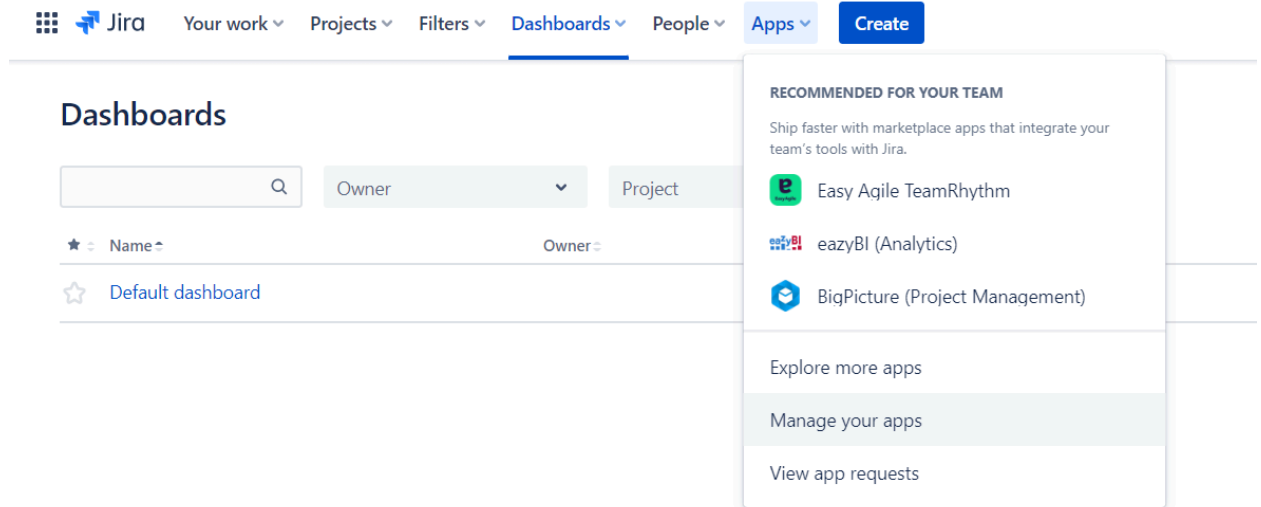 Jira Your work Projects Filters Dashboards People Apps Create
Dashboards
Owner Project
Name Owner
Default dashboard
RECOMMENDED FOR YOUR TEAM
Ship faster with marketplace apps that integrate your
team's tools with Jira.
Easy Agile TeamRhythm
eazyBI eazyBI (Analytics)
BigPicture (Project Management)
Explore more apps
Manage your apps
View app requests